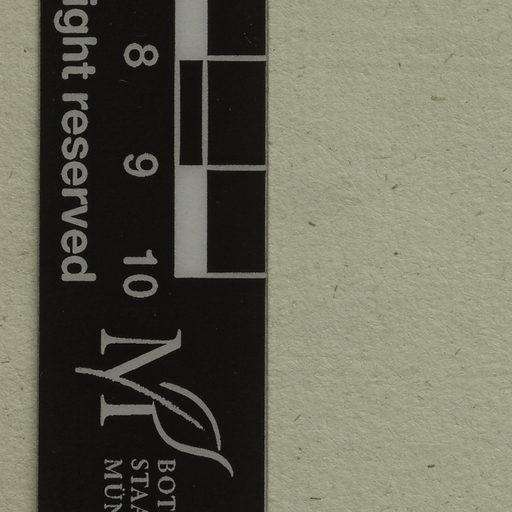 ight reserved
8
9
10
M
BOT
STAA
MÜN